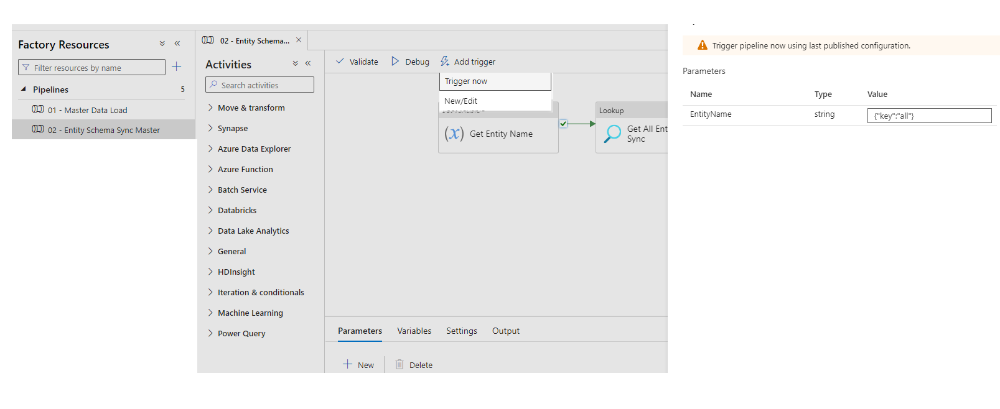 Factory Resources
Filter resources by name
Pipelines 5
01 - Master Data Load
02 - Entity Schema Sync Master
02 - Entity Schema...
Activities
Search activities
Move & transform
Synapse
Azure Data Explorer
Azure Function
Batch Service
Databricks
Data Lake Analytics
General
HDInsight
Iteration & conditionals
Machine Learning
Power Query
Validate Debug Add trigger
Trigger now
New/Edit
(x) Get Entity Name
Lookup
Get All Ent
Sync
Parameters Variables Settings Output
New Delete
Trigger pipeline now using last published configuration.
Parameters
Name Type Value
EntityName string {"key":"all"}